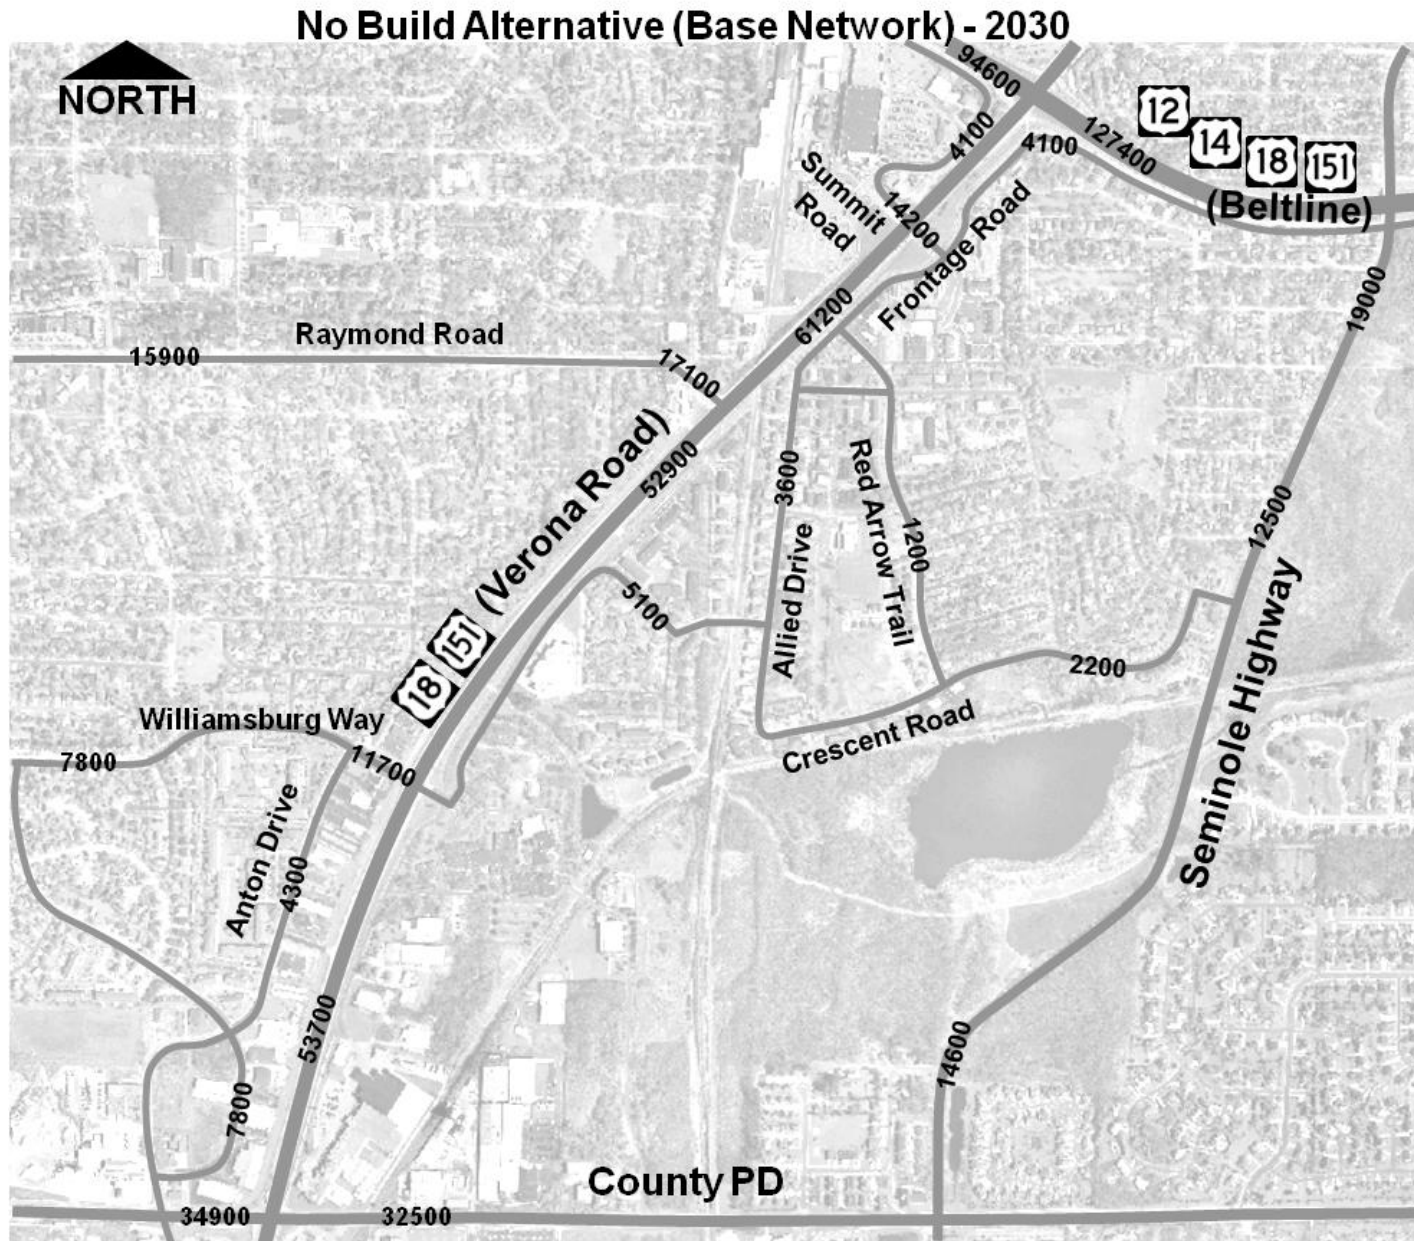 No Build Alternative (Base Network) - 2030
NORTH
94600
12
14
18
151
127400
(Beltline)
4100
4100
Summit
Road
14200
Frontage Road
61200
19000
Raymond Road
15900
17100
52900
18
151
(Verona Road)
3600
Allied Drive
Red Arrow Trail
1200
12500
5100
2200
Seminole Highway
Crescent Road
Williamsburg Way
7800
11700
Anton Drive
4300
53700
7800
14600
County PD
34900
32500